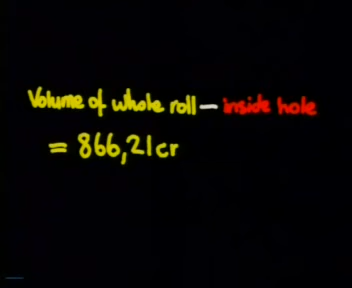 Volume of whole roll – inside hole
= 866,21cr